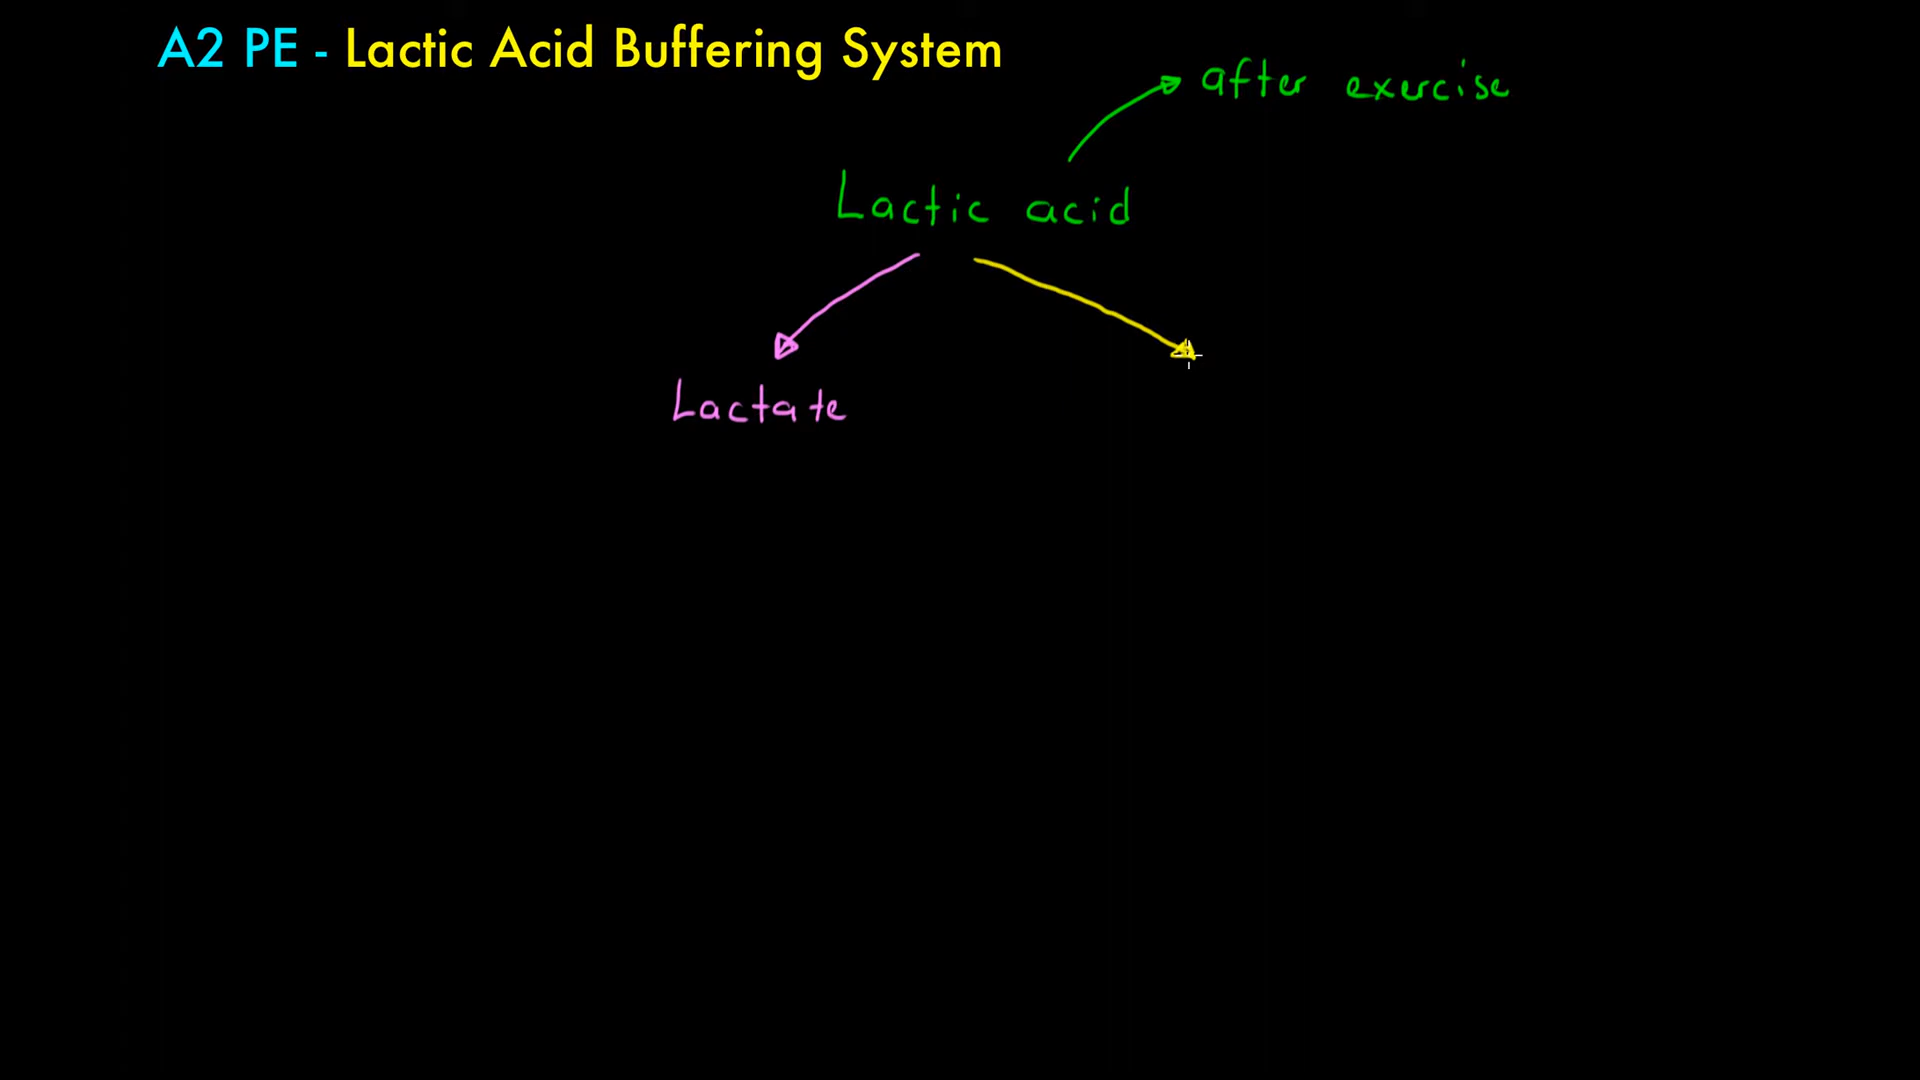 A2 PE - Lactic Acid Buffering System
after exercise
Lactic acid
Lactate